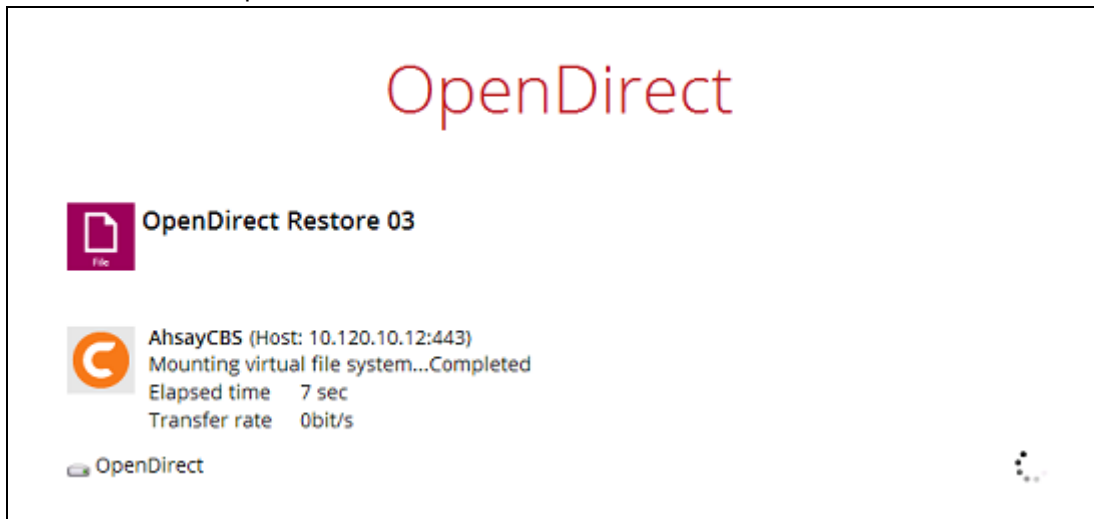 OpenDirect
OpenDirect Restore 03
File
AhsayCBS (Host: 10.120.10.12:443)
Mounting virtual file system...Completed
Elapsed time 7 sec
Transfer rate 0bit/s
OpenDirect